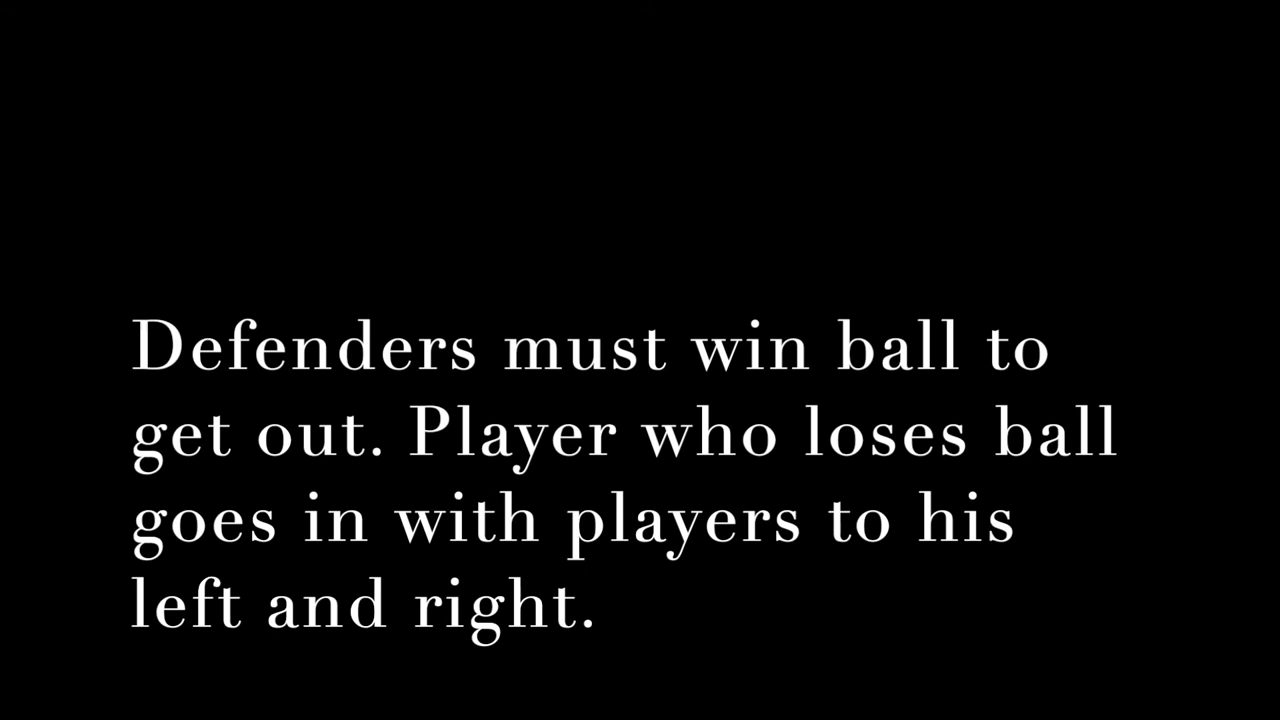 Defenders must win ball to
get out. Player who loses ball
goes in with players to his
left and right.